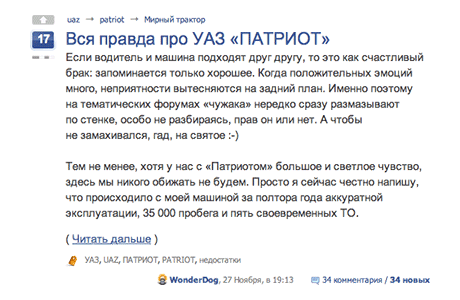 uaz → patriot → Мирный трактор
17 Вся правда про УАЗ «ПАТРИОТ»
Если водитель и машина подходят друг другу, то это как счастливый
брак: запоминается только хорошее. Когда положительных эмоций
много, неприятности вытесняются на задний план. Именно поэтому
на тематических форумах «чужака» нередко сразу размазывают
по стенке, особо не разбираясь, прав он или нет. А чтобы
не замахивался, гад, на святое :-)
Тем не менее, хотя у нас с «Патриотом» большое и светлое чувство,
здесь мы никого обижать не будем. Просто я сейчас честно напишу,
что происходило с моей машиной за полтора года аккуратной
эксплуатации, 35 000 пробега и пять своевременных ТО.
( Читать дальше )
УАЗ, UAZ, ПАТРИОТ, PATRIOT, недостатки
WonderDog, 27 Ноября, в 19:13 34 комментария / 34 новых